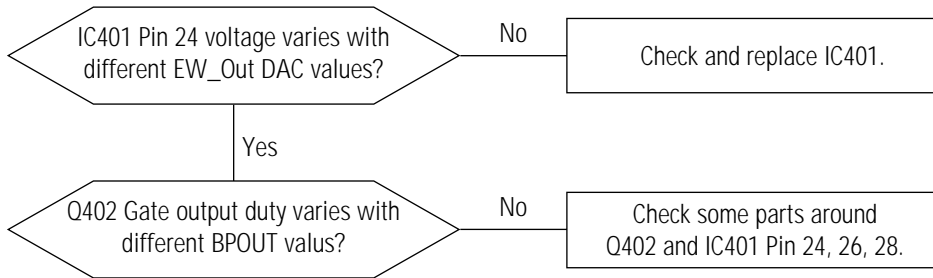 IC401 Pin 24 voltage varies with
different EW_Out DAC values?
No
Check and replace IC401.
Yes
Q402 Gate output duty varies with
different BPOUT valus?
No
Check some parts around
Q402 and IC401 Pin 24, 26, 28.